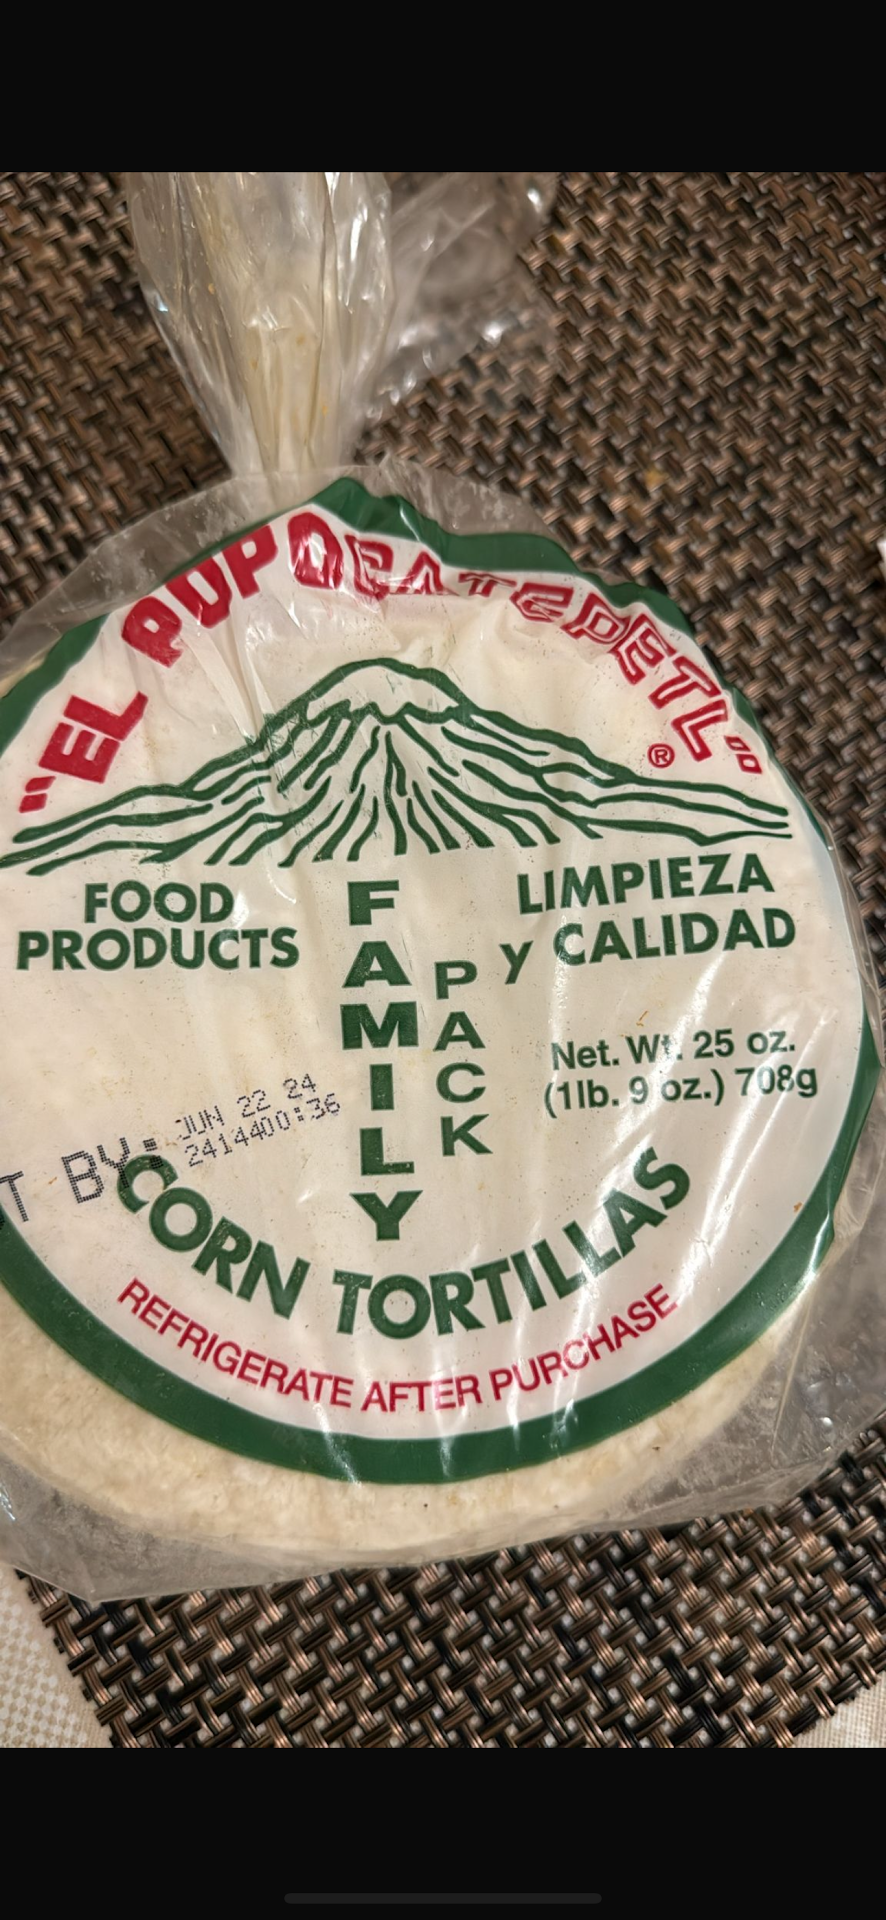 "EL POPOCATEPETL"®
FOOD
PRODUCTS
LIMPIEZA
y CALIDAD
FAMILY
PACK
Net. Wt. 25 oz.
(1lb. 9 oz.) 708g
T BY: JUN 22 24
2414400:36
CORN TORTILLAS
REFRIGERATE AFTER PURCHASE